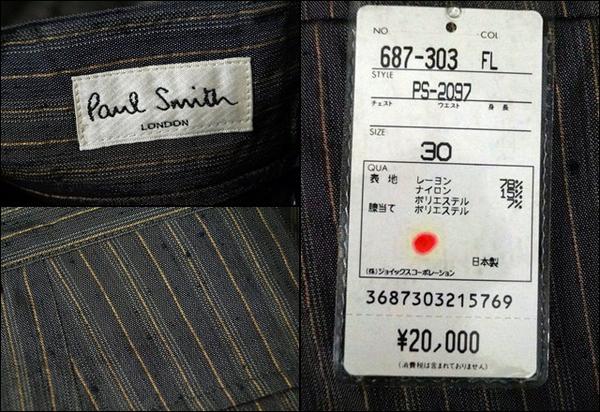 Paul Smith
LONDON
NO. COL.
687-303 FL
STYLE
PS-2097
チェスト ウエスト 身長
SIZE
30
QUA.
表地 レーヨン 78%
ナイロン 15%
ポリエステル 7%
膝当て ポリエステル
日本製
(株)ジョイックスコーポレーション
3687303215769
¥20,000
(消費税は含まれておりません)